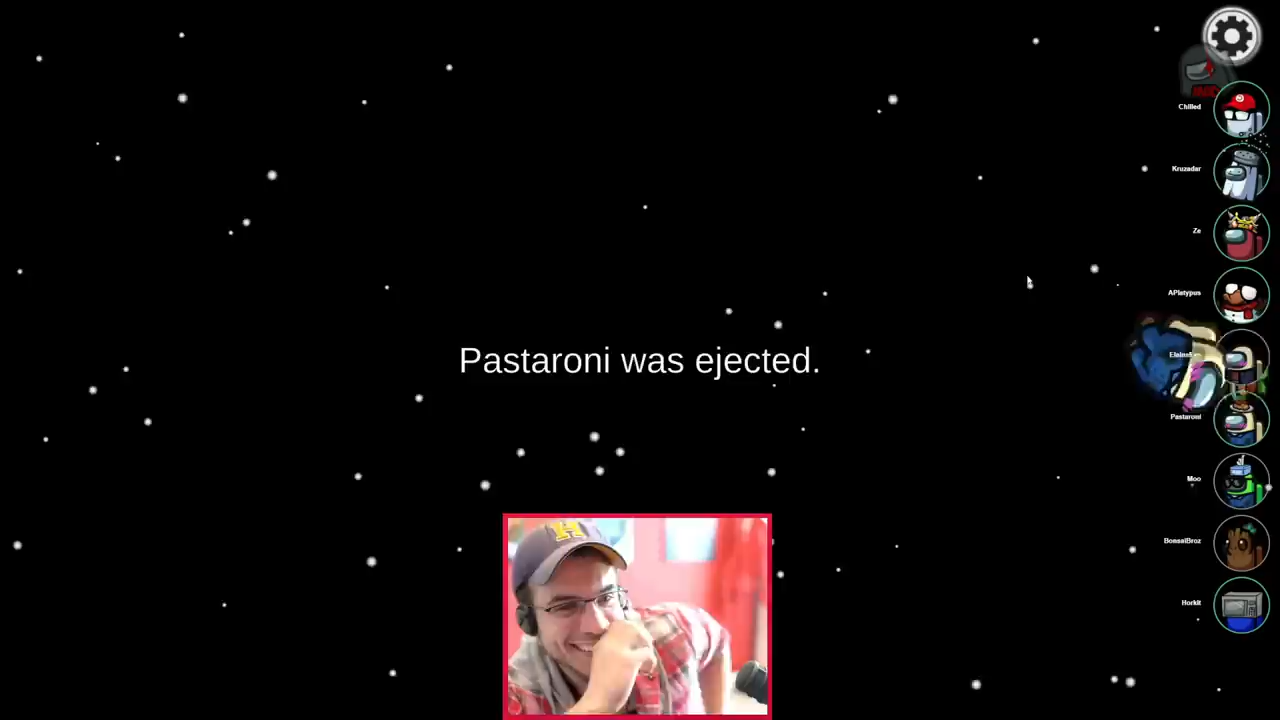 Chilled
Kruzadar
Ze
APlatypus
Pastaroni was ejected.
Pastaroni
Moo
BonsaiBroz
Horkit
H